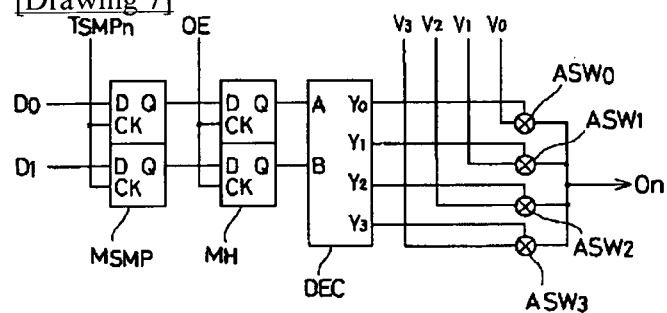 [Drawing 7]
TSMPn OE V3 V2 V1 V0
ASW0
D0 D Q D Q A Y0
CK CK ASW1
Y1
D1 D Q D Q B Y2 On
CK CK
Y3 ASW2
MSMP MH
DEC ASW3